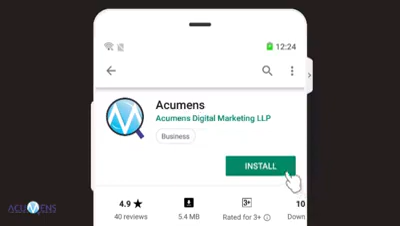 12:24
Acumens
Acumens Digital Marketing LLP
Business
INSTALL
4.9 ★
40 reviews
5.4 MB
3+
Rated for 3+
10
Down
ACUMENS